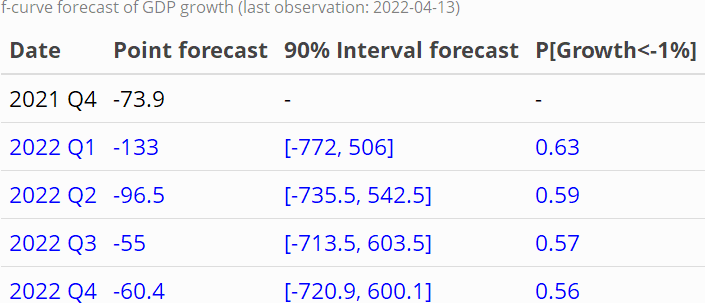 f-curve forecast of GDP growth (last observation: 2022-04-13)
Date Point forecast 90% Interval forecast P[Growth<-1%]
2021 Q4 -73.9 - -
2022 Q1 -133 [-772, 506] 0.63
2022 Q2 -96.5 [-735.5, 542.5] 0.59
2022 Q3 -55 [-713.5, 603.5] 0.57
2022 Q4 -60.4 [-720.9, 600.1] 0.56